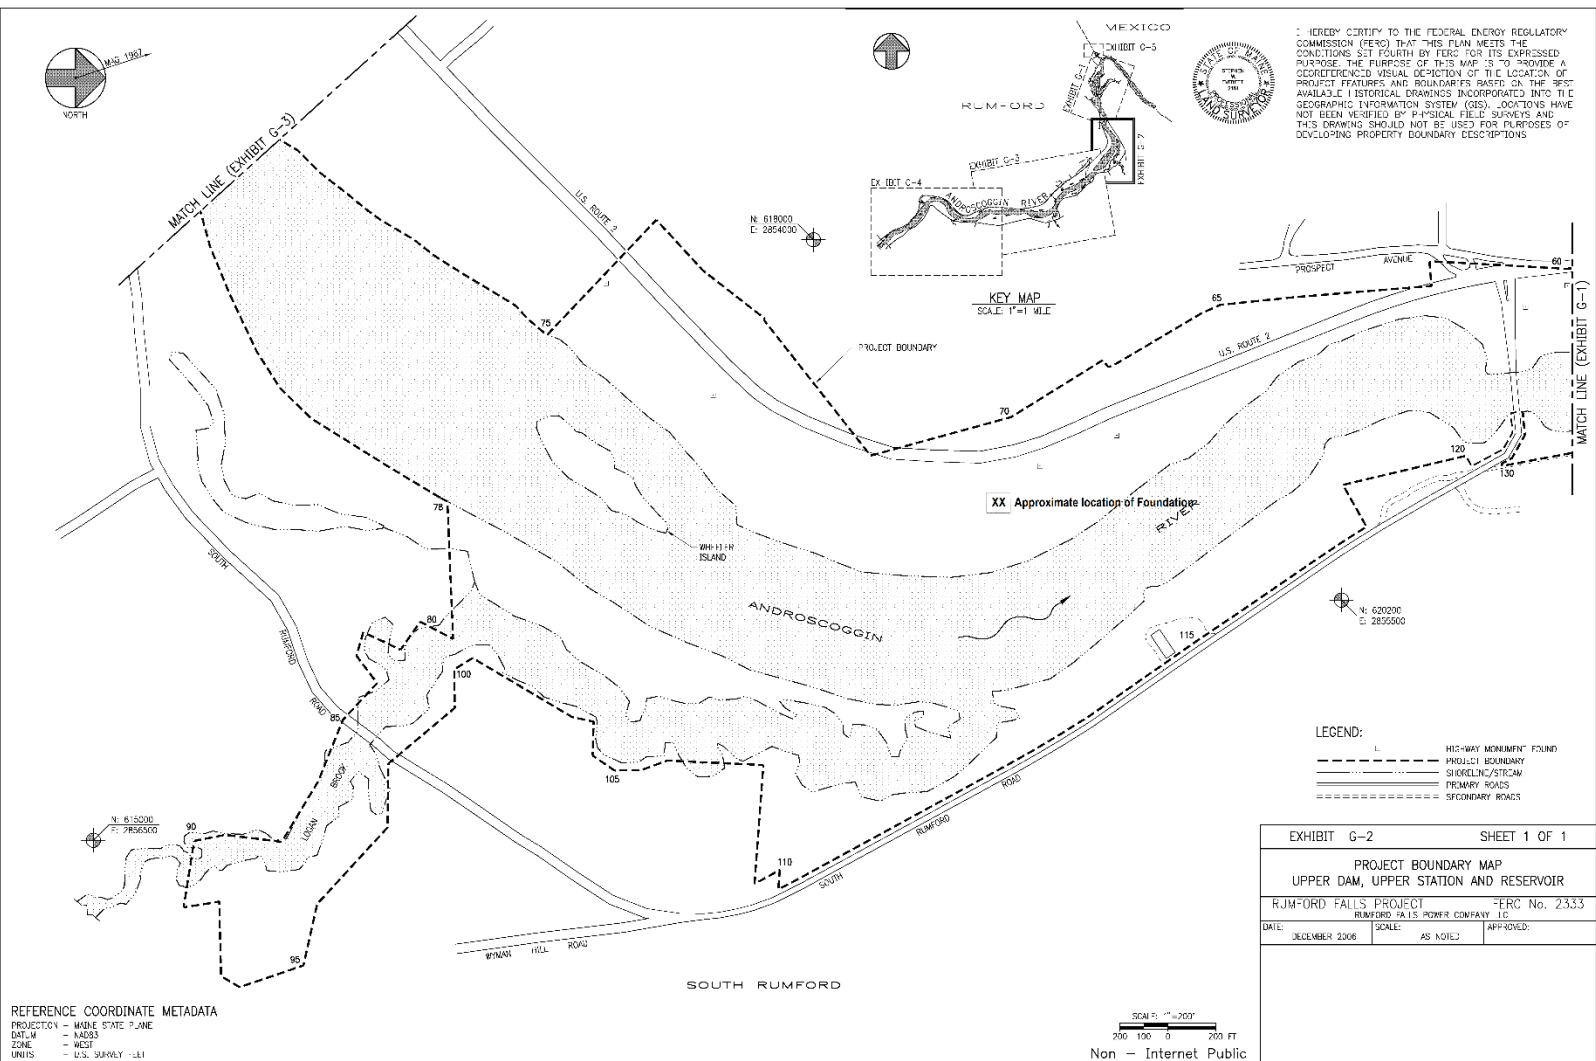 MAG 1987
NORTH
MATCH LINE (EXHIBIT G-3)
U.S. ROUTE 2
N: 618000
E: 2854000
MEXICO
EXHIBIT G-5
EXHIBIT G-1
RUMFORD
EXHIBIT G-3
EXHIBIT G-2
EXHIBIT G-4
ANDROSCOGGIN RIVER
KEY MAP
SCALE: 1"=1 MILE
STATE OF MAINE
LAND SURVEYOR
I HEREBY CERTIFY TO THE FEDERAL ENERGY REGULATORY
COMMISSION (FERC) THAT THIS PLAN MEETS THE
CONDITIONS SET FOURTH BY FERC FOR ITS EXPRESSED
PURPOSE. THE PURPOSE OF THIS MAP IS TO PROVIDE A
GEOREFERENCED VISUAL DEPICTION OF THE LOCATION OF
PROJECT FEATURES AND BOUNDARIES BASED ON THE BEST
AVAILABLE HISTORICAL DRAWINGS INCORPORATED INTO THE
GEOGRAPHIC INFORMATION SYSTEM (GIS). LOCATIONS HAVE
NOT BEEN VERIFIED BY PHYSICAL FIELD SURVEYS AND
THIS DRAWING SHOULD NOT BE USED FOR PURPOSES OF
DEVELOPING PROPERTY BOUNDARY DESCRIPTIONS
PROSPECT AVENUE
60
65
U.S. ROUTE 2
MATCH LINE (EXHIBIT G-1)
75
PROJECT BOUNDARY
70
120
130
XX Approximate location of Foundation
RIVER
78
WHEELER
ISLAND
SOUTH
RUMFORD
ROAD
80
ANDROSCOGGIN
N: 620200
E: 2855500
115
100
85
105
BROOK
LOGAN
N: 615000
E: 2856500
90
95
110
SOUTH
RUMFORD
ROAD
WYMAN HILL ROAD
SOUTH RUMFORD
LEGEND:
HIGHWAY MONUMENT FOUND
PROJECT BOUNDARY
SHORELINE/STREAM
PRIMARY ROADS
SECONDARY ROADS
EXHIBIT G-2 SHEET 1 OF 1
PROJECT BOUNDARY MAP
UPPER DAM, UPPER STATION AND RESERVOIR
RUMFORD FALLS PROJECT FERC No. 2333
RUMFORD FALLS POWER COMPANY LLC
DATE: DECEMBER 2006 SCALE: AS NOTED APPROVED:
REFERENCE COORDINATE METADATA
PROJECTION - MAINE STATE PLANE
DATUM - NAD83
ZONE - WEST
UNITS - U.S. SURVEY FEET
SCALE: 1"=200'
200 100 0 200 FT
Non - Internet Public